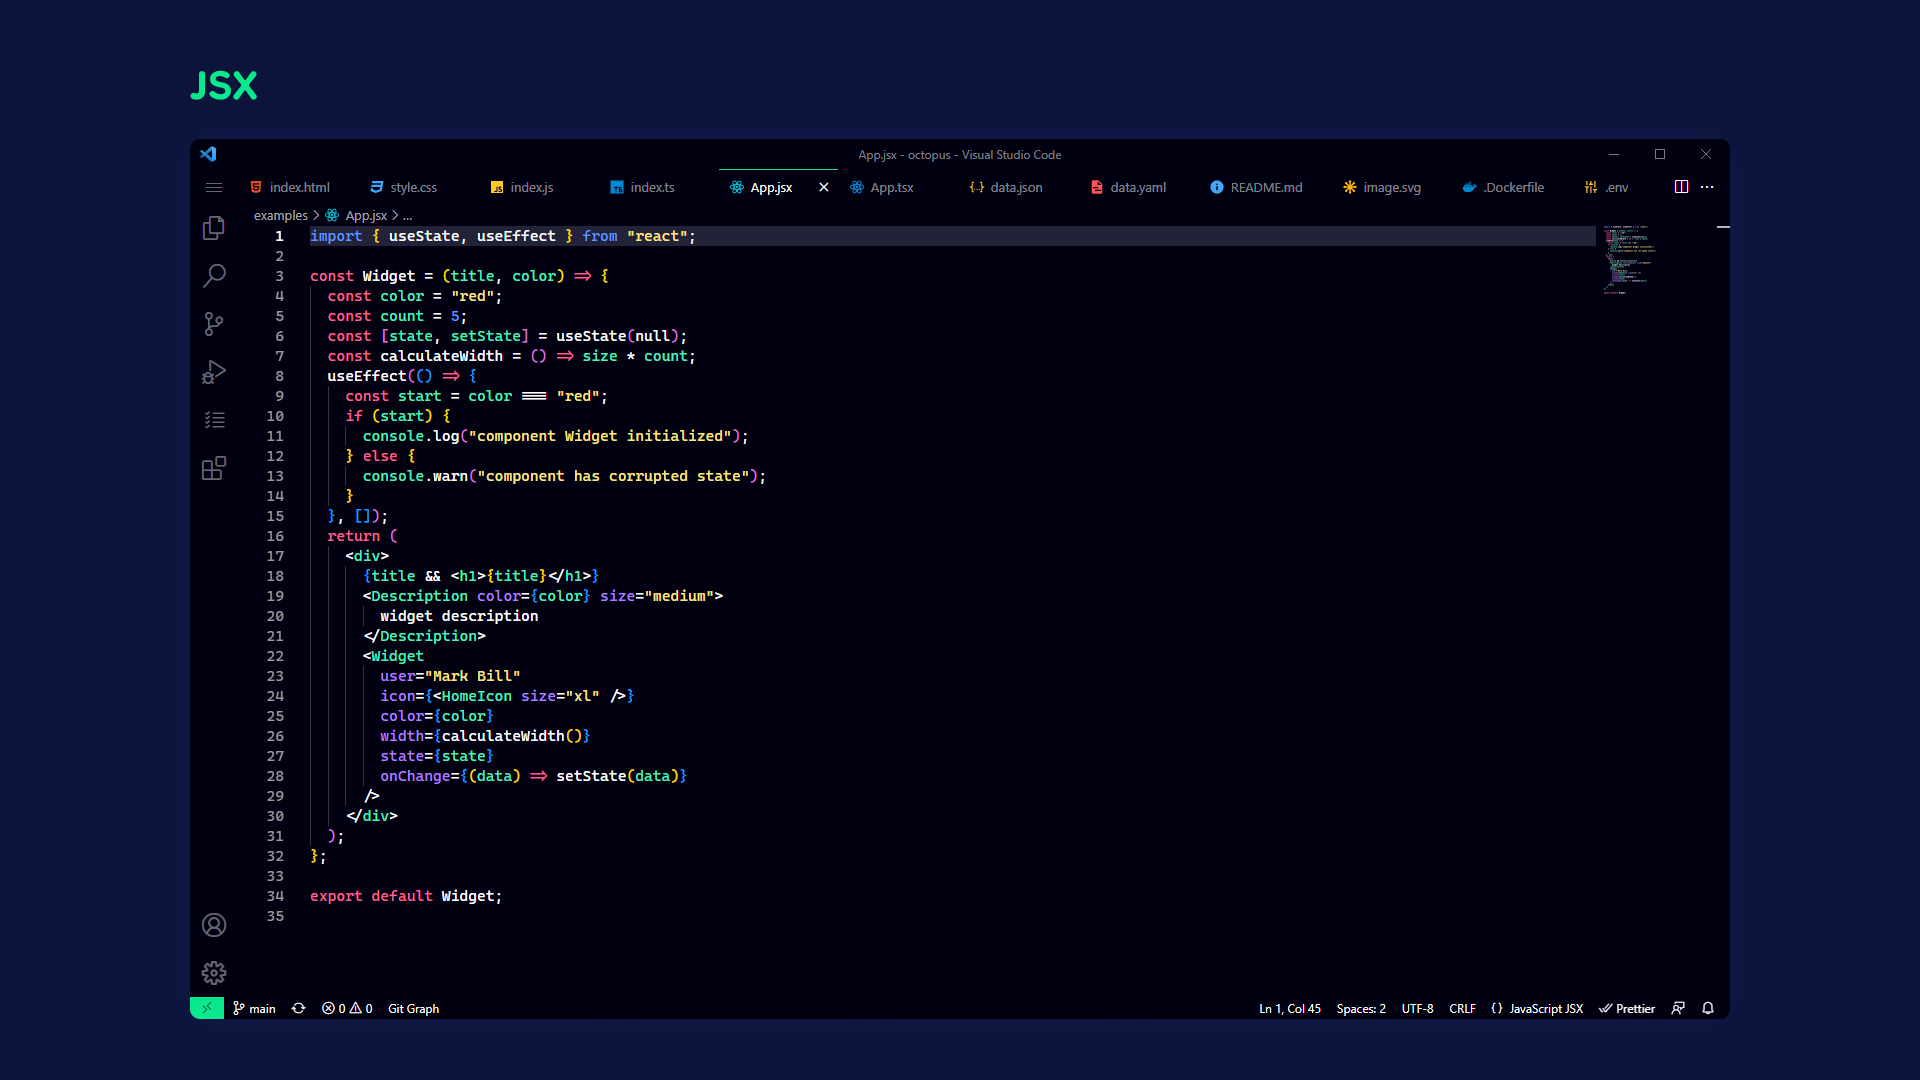 JSX
App.jsx - octopus - Visual Studio Code
index.html style.css index.js index.ts App.jsx App.tsx data.json data.yaml README.md image.svg .Dockerfile .env
examples > App.jsx > ...
1 import { useState, useEffect } from "react";
2
3 const Widget = (title, color) => {
4 const color = "red";
5 const count = 5;
6 const [state, setState] = useState(null);
7 const calculateWidth = () => size * count;
8 useEffect(() => {
9 const start = color === "red";
10 if (start) {
11 console.log("component Widget initialized");
12 } else {
13 console.warn("component has corrupted state");
14 }
15 }, []);
16 return (
17 <div>
18 {title && <h1>{title}</h1>}
19 <Description color={color} size="medium">
20 widget description
21 </Description>
22 <Widget
23 user="Mark Bill"
24 icon={<HomeIcon size="xl" />}
25 color={color}
26 width={calculateWidth()}
27 state={state}
28 onChange={(data) => setState(data)}
29 />
30 </div>
31 );
32 };
33
34 export default Widget;
35
main 0 0 Git Graph Ln 1, Col 45 Spaces: 2 UTF-8 CRLF {} JavaScript JSX Prettier